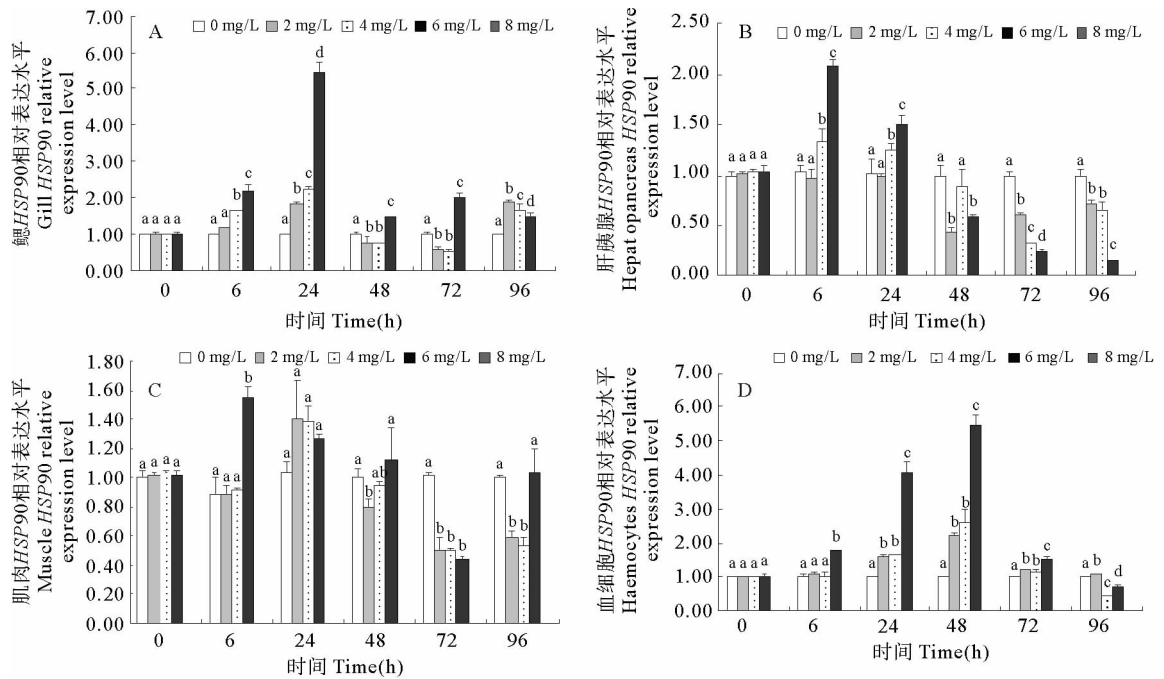 A
0 mg/L 2 mg/L 4 mg/L 6 mg/L 8 mg/L
鳃HSP90相对表达水平
Gill HSP90 relative
expression level
7.00
6.00
5.00
4.00
3.00
2.00
1.00
0.00
a a a a
a a b c
a b c d
a b b c
a b b c
a b c d
0 6 24 48 72 96
时间 Time(h)
B
0 mg/L 2 mg/L 4 mg/L 6 mg/L 8 mg/L
肝胰腺HSP90相对表达水平
Hepat opanereas HSP90 relative
expression level
2.50
2.00
1.50
1.00
0.50
0.00
a a a a
a a b c
a a b c
a b a b
a b c d
a b b c
0 6 24 48 72 96
时间 Time(h)
C
0 mg/L 2 mg/L 4 mg/L 6 mg/L 8 mg/L
肌肉HSP90相对表达水平
Muscle HSP90 relative
expression level
1.80
1.60
1.40
1.20
1.00
0.80
0.60
0.40
0.20
0.00
a a a a
a a a b
a a a a
a b ab a
a b b b
a b b a
0 6 24 48 72 96
时间 Time(h)
D
0 mg/L 2 mg/L 4 mg/L 6 mg/L 8 mg/L
血细胞HSP90相对表达水平
Haemocytes HSP90 relative
expression level
7.00
6.00
5.00
4.00
3.00
2.00
1.00
0.00
a a a a
a a a b
a b b c
a b b c
a b b c
a b c d
0 6 24 48 72 96
时间 Time(h)